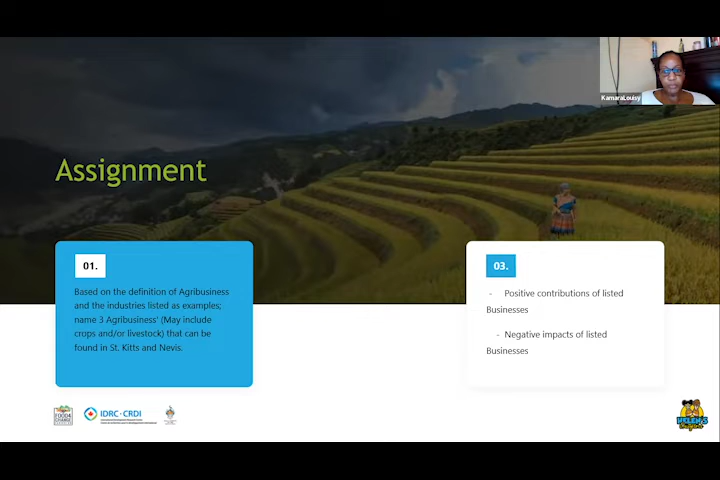 KamaraLouisy
Assignment
01.
Based on the definition of Agribusiness
and the industries listed as examples;
name 3 Agribusiness' (May include
crops and/or livestock) that can be
found in St. Kitts and Nevis.
03.
- Positive contributions of listed
Businesses
- Negative impacts of listed
Businesses
IDRC · CRDI
HELEN'S